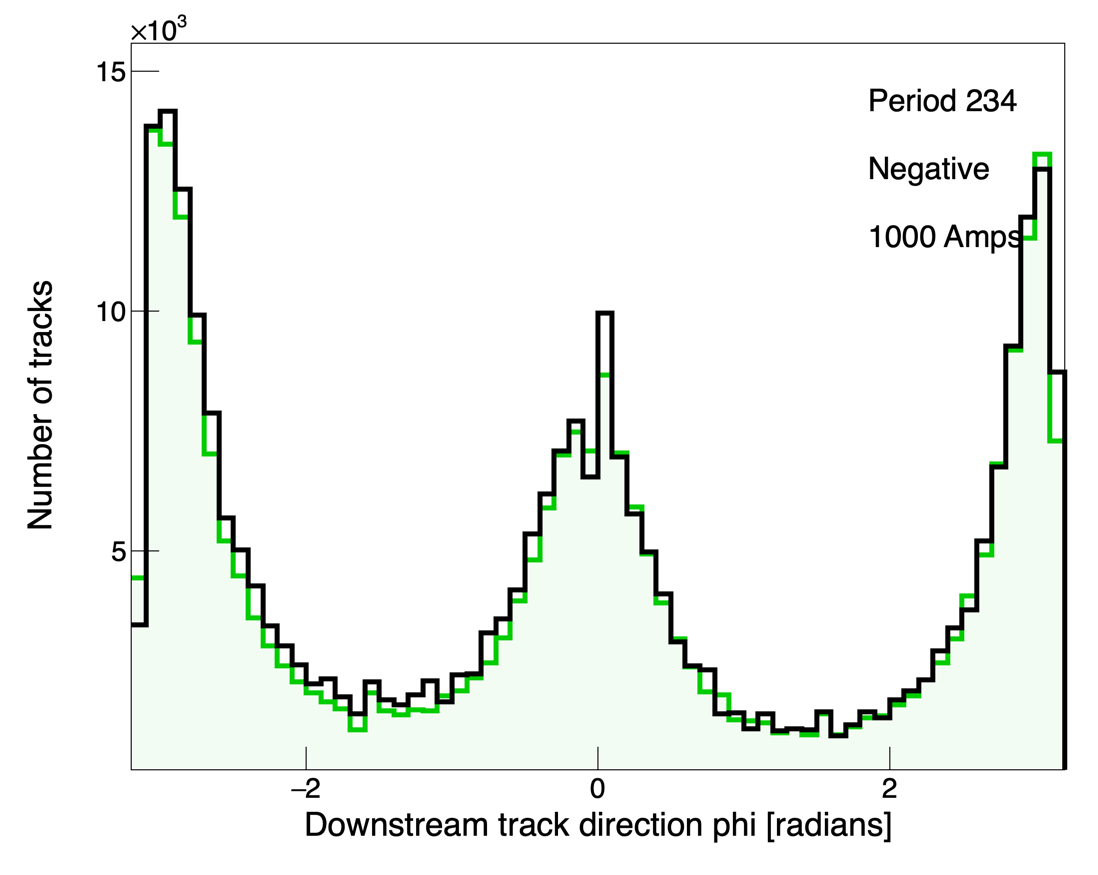 ×10³
15
10
5
Number of tracks
Period 234
Negative
1000 Amps
−2 0 2
Downstream track direction phi [radians]